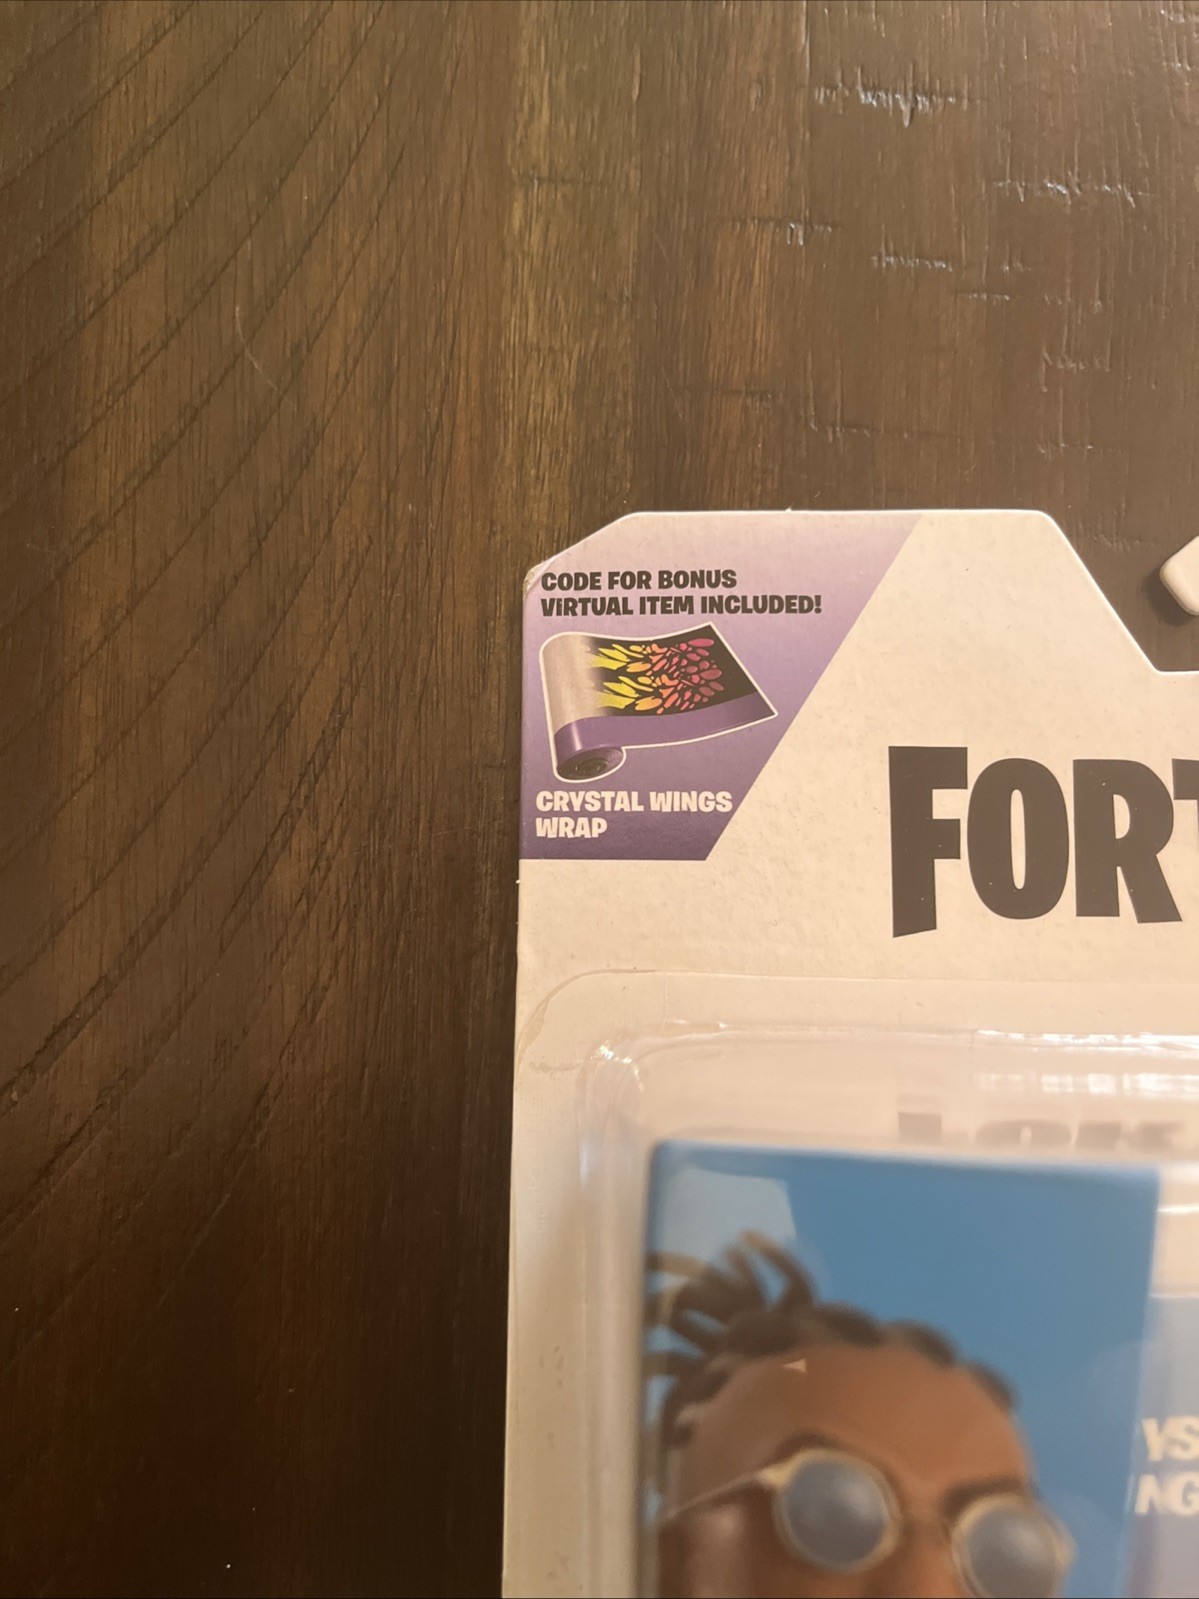 CODE FOR BONUS
VIRTUAL ITEM INCLUDED!
CRYSTAL WINGS
WRAP
FORT